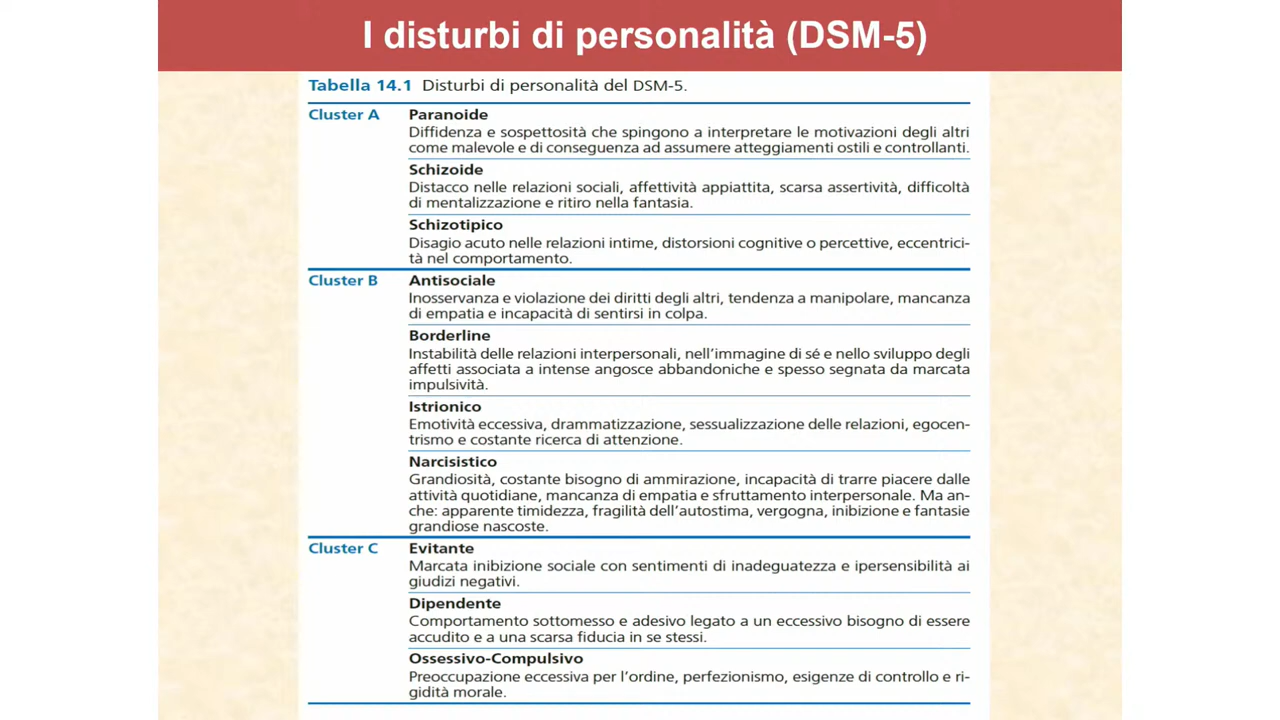 I disturbi di personalità (DSM-5)
Tabella 14.1 Disturbi di personalità del DSM-5.
Cluster A Paranoide
Diffidenza e sospettosità che spingono a interpretare le motivazioni degli altri
come malevole e di conseguenza ad assumere atteggiamenti ostili e controllanti.
Schizoide
Distacco nelle relazioni sociali, affettività appiattita, scarsa assertività, difficoltà
di mentalizzazione e ritiro nella fantasia.
Schizotipico
Disagio acuto nelle relazioni intime, distorsioni cognitive o percettive, eccentrici-
tà nel comportamento.
Cluster B Antisociale
Inosservanza e violazione dei diritti degli altri, tendenza a manipolare, mancanza
di empatia e incapacità di sentirsi in colpa.
Borderline
Instabilità delle relazioni interpersonali, nell'immagine di sé e nello sviluppo degli
affetti associata a intense angosce abbandoniche e spesso segnata da marcata
impulsività.
Istrionico
Emotività eccessiva, drammatizzazione, sessualizzazione delle relazioni, egocen-
trismo e costante ricerca di attenzione.
Narcisistico
Grandiosità, costante bisogno di ammirazione, incapacità di trarre piacere dalle
attività quotidiane, mancanza di empatia e sfruttamento interpersonale. Ma an-
che: apparente timidezza, fragilità dell'autostima, vergogna, inibizione e fantasie
grandiose nascoste.
Cluster C Evitante
Marcata inibizione sociale con sentimenti di inadeguatezza e ipersensibilità ai
giudizi negativi.
Dipendente
Comportamento sottomesso e adesivo legato a un eccessivo bisogno di essere
accudito e a una scarsa fiducia in se stessi.
Ossessivo-Compulsivo
Preoccupazione eccessiva per l'ordine, perfezionismo, esigenze di controllo e ri-
gidità morale.